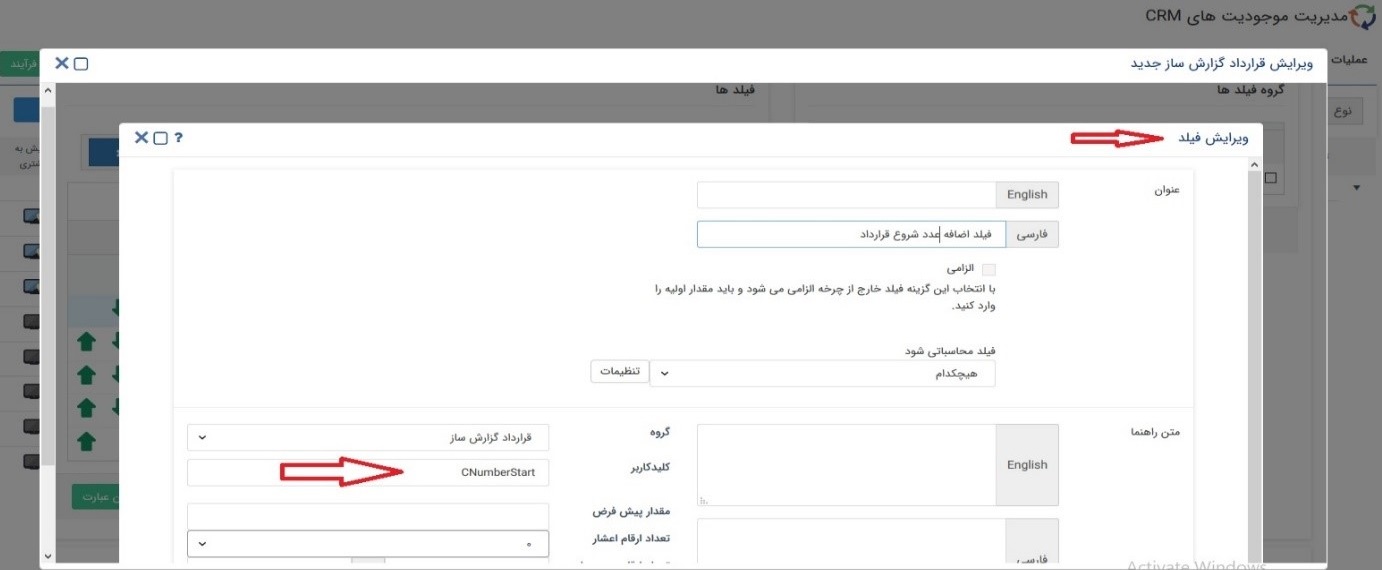 مدیریت موجودیت های CRM
عملیات
فرآیند
ویرایش قرارداد گزارش ساز جدید
گروه فیلد ها
فیلد ها
نوع
ویرایش فیلد
?
عنوان
English
فارسی
فیلد اضافه عدد شروع قرارداد
الزامی
با انتخاب این گزینه فیلد خارج از چرخه الزامی می شود و باید مقدار اولیه را
وارد کنید.
فیلد محاسباتی شود
هیچکدام
تنظیمات
متن راهنما
English
فارسی
گروه
قرارداد گزارش ساز
کلیدکاربر
CNumberStart
مقدار پیش فرض
تعداد ارقام اعشار
۰
عبارت
Activate Windows